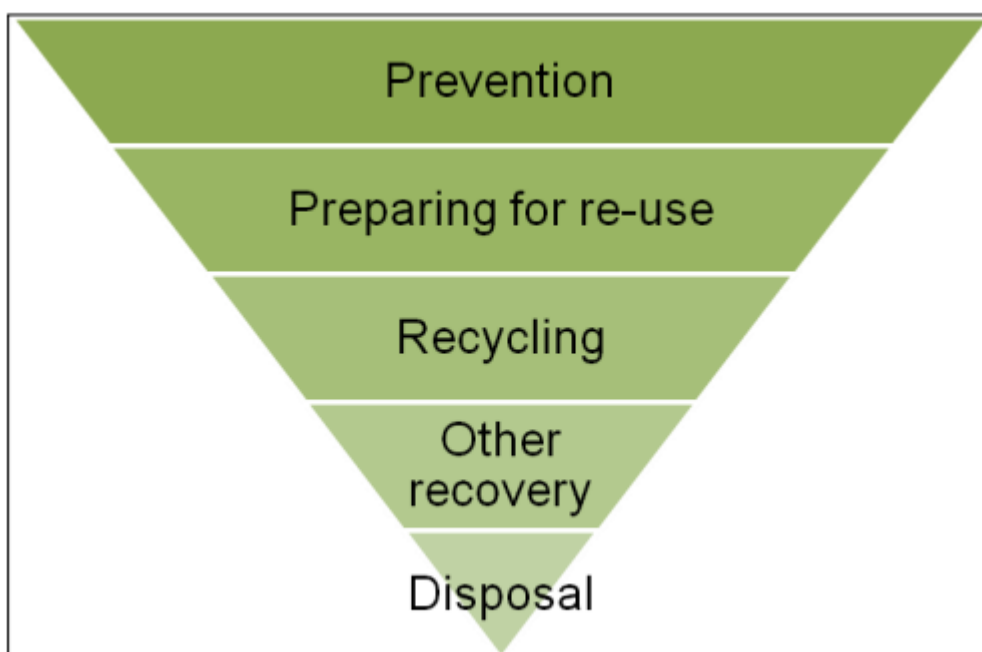 Prevention
Preparing for re-use
Recycling
Other
recovery
Disposal